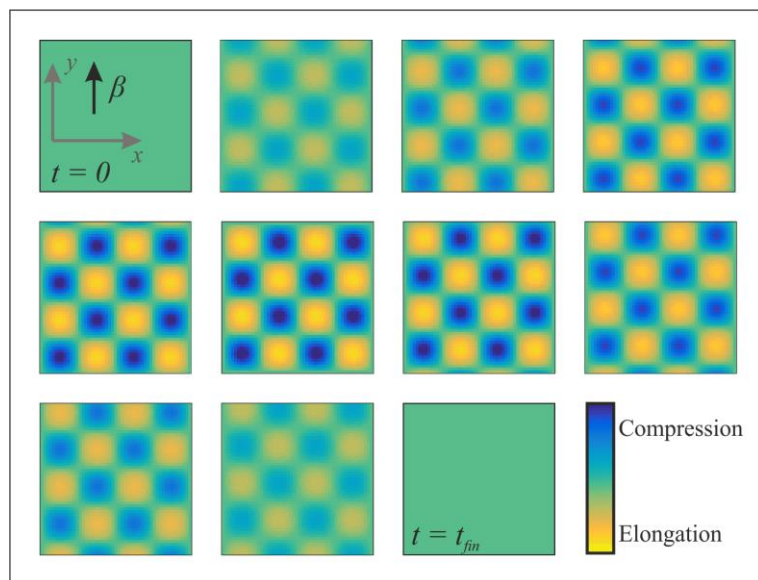 y
β
x
t = 0
Compression
Elongation
t = t_fin